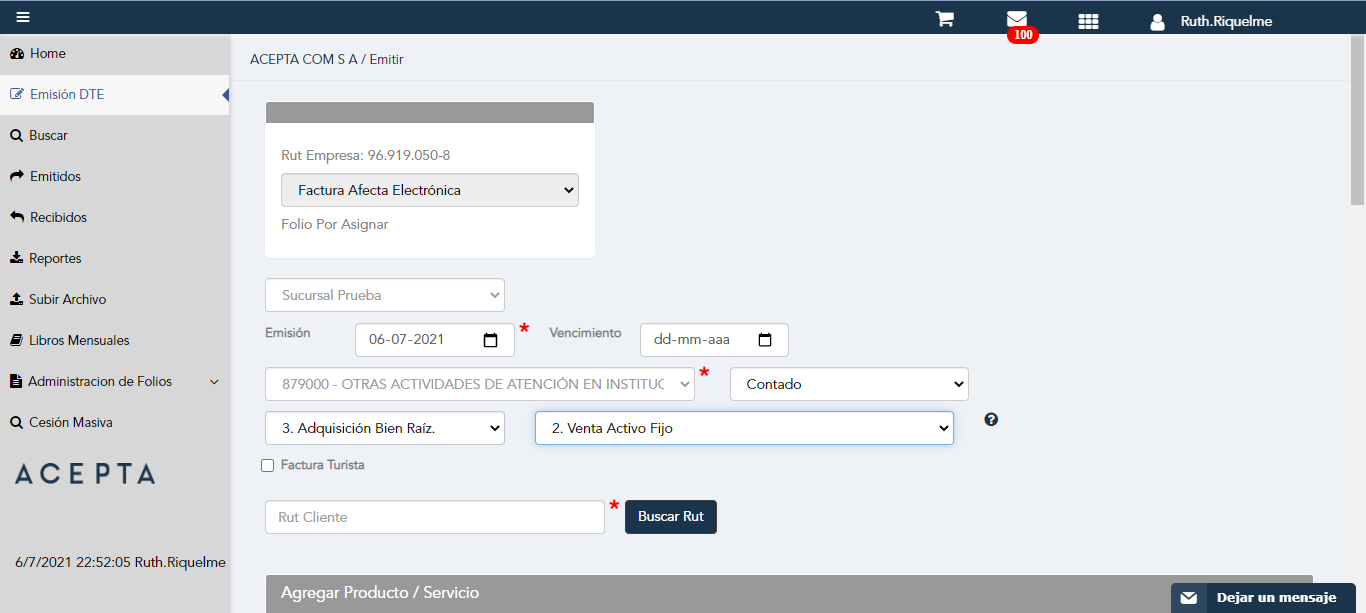 100
Ruth.Riquelme
Home
Emisión DTE
Buscar
Emitidos
Recibidos
Reportes
Subir Archivo
Libros Mensuales
Administracion de Folios
Cesión Masiva
ACEPTA
6/7/2021 22:52:05 Ruth.Riquelme
ACEPTA COM S A / Emitir
Rut Empresa: 96.919.050-8
Factura Afecta Electrónica
Folio Por Asignar
Sucursal Prueba
Emisión 06-07-2021 * Vencimiento dd-mm-aaa
879000 - OTRAS ACTIVIDADES DE ATENCIÓN EN INSTITUC * Contado
3. Adquisición Bien Raíz. 2. Venta Activo Fijo ?
Factura Turista
Rut Cliente * Buscar Rut
Agregar Producto / Servicio
Dejar un mensaje